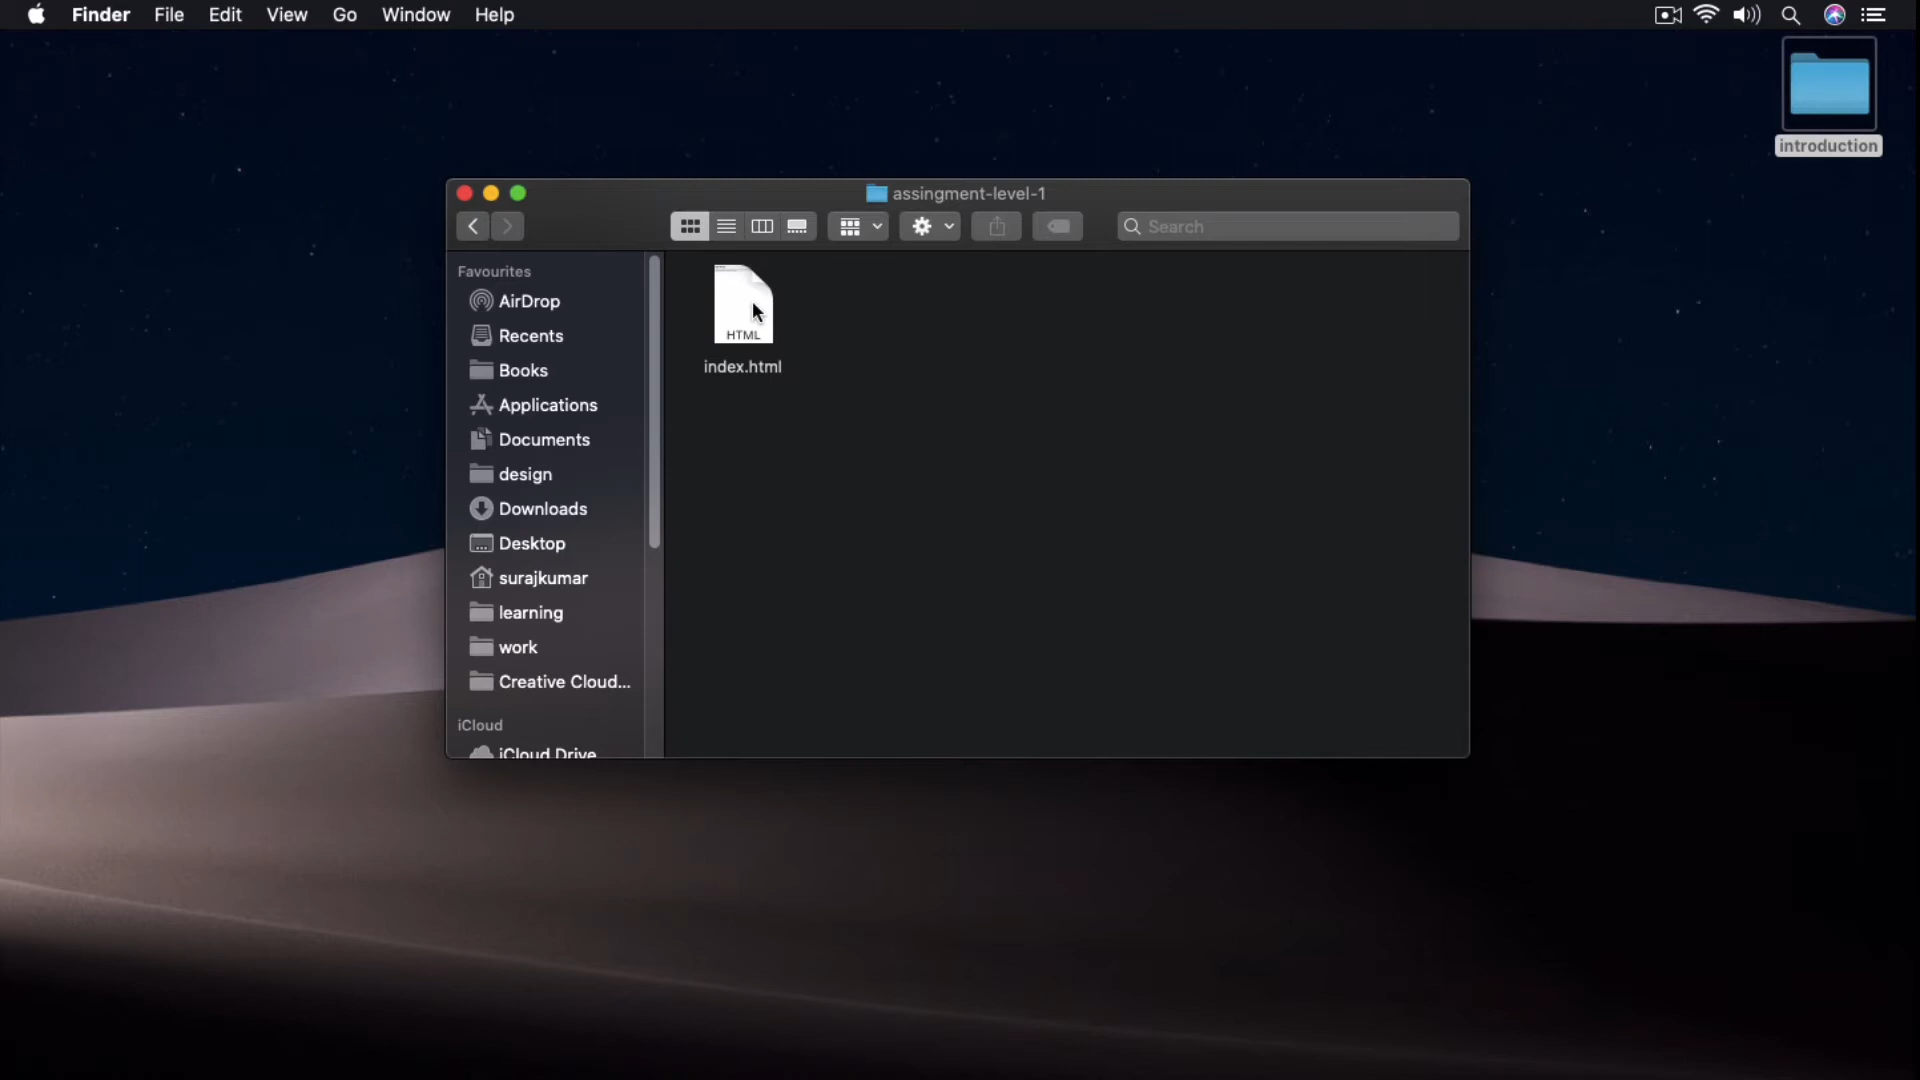 Finder File Edit View Go Window Help
introduction
assingment-level-1
Search
Favourites
AirDrop
Recents
Books
Applications
Documents
design
Downloads
Desktop
surajkumar
learning
work
Creative Cloud...
iCloud
iCloud Drive
HTML
index.html